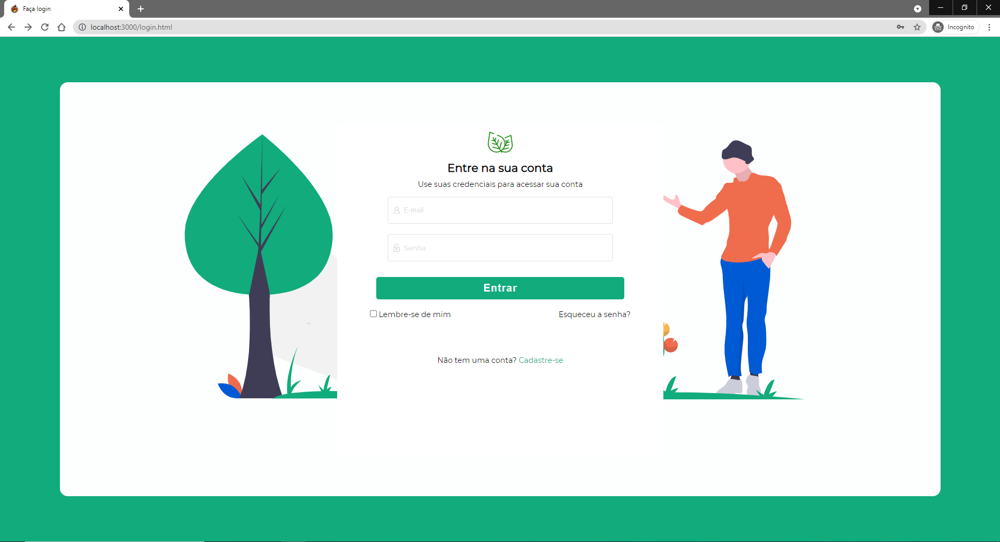 Faça login
localhost:3000/login.html
Incognito
Entre na sua conta
Use suas credenciais para acessar sua conta
E-mail
Senha
Entrar
Lembre-se de mim
Esqueceu a senha?
Não tem uma conta? Cadastre-se